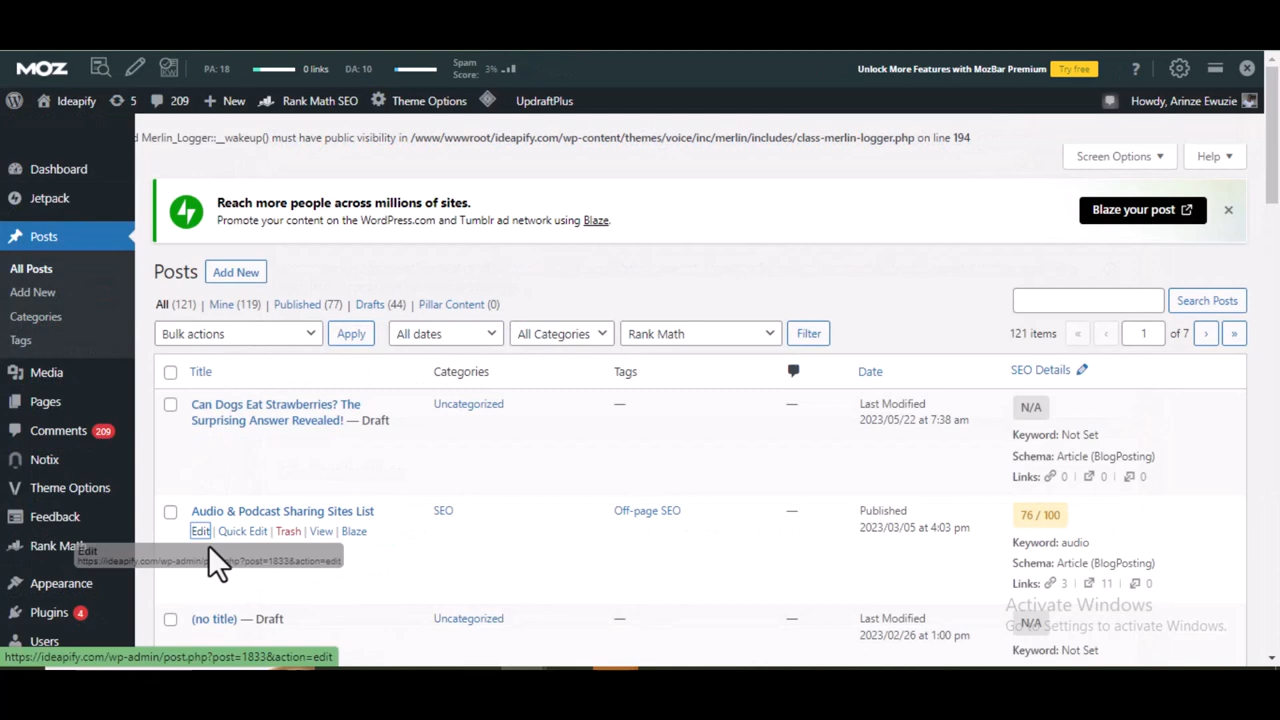 MOZ PA: 18 0 links DA: 10 Spam Score: 3% Unlock More Features with MozBar Premium Try free ?
Ideapify 5 209 New Rank Math SEO Theme Options UpdraftPlus Howdy, Arinze Ewuzie
Merlin_Logger::__wakeup() must have public visibility in /www/wwwroot/ideapify.com/wp-content/themes/voice/inc/merlin/includes/class-merlin-logger.php on line 194
Screen Options Help
Dashboard
Jetpack
Posts
All Posts
Add New
Categories
Tags
Media
Pages
Comments 209
Notix
Theme Options
Feedback
Rank Math
Appearance
Plugins 4
Users
Reach more people across millions of sites.
Promote your content on the WordPress.com and Tumblr ad network using Blaze.
Blaze your post
Posts Add New
All (121) | Mine (119) | Published (77) | Drafts (44) | Pillar Content (0)
Search Posts
Bulk actions Apply All dates All Categories Rank Math Filter 121 items « ‹ 1 of 7 › »
Title Categories Tags Date SEO Details
Can Dogs Eat Strawberries? The
Surprising Answer Revealed! — Draft
Uncategorized
—
—
Last Modified
2023/05/22 at 7:38 am
N/A
Keyword: Not Set
Schema: Article (BlogPosting)
Links: 0 | 0 | 0
Audio & Podcast Sharing Sites List
Edit | Quick Edit | Trash | View | Blaze
SEO
Off-page SEO
—
Published
2023/03/05 at 4:03 pm
76 / 100
Keyword: audio
Schema: Article (BlogPosting)
Links: 3 | 11 | 0
Edit
https://ideapify.com/wp-admin/post.php?post=1833&action=edit
(no title) — Draft
Uncategorized
—
—
Last Modified
2023/02/26 at 1:00 pm
N/A
Keyword: Not Set
Activate Windows
Go to Settings to activate Windows.
https://ideapify.com/wp-admin/post.php?post=1833&action=edit